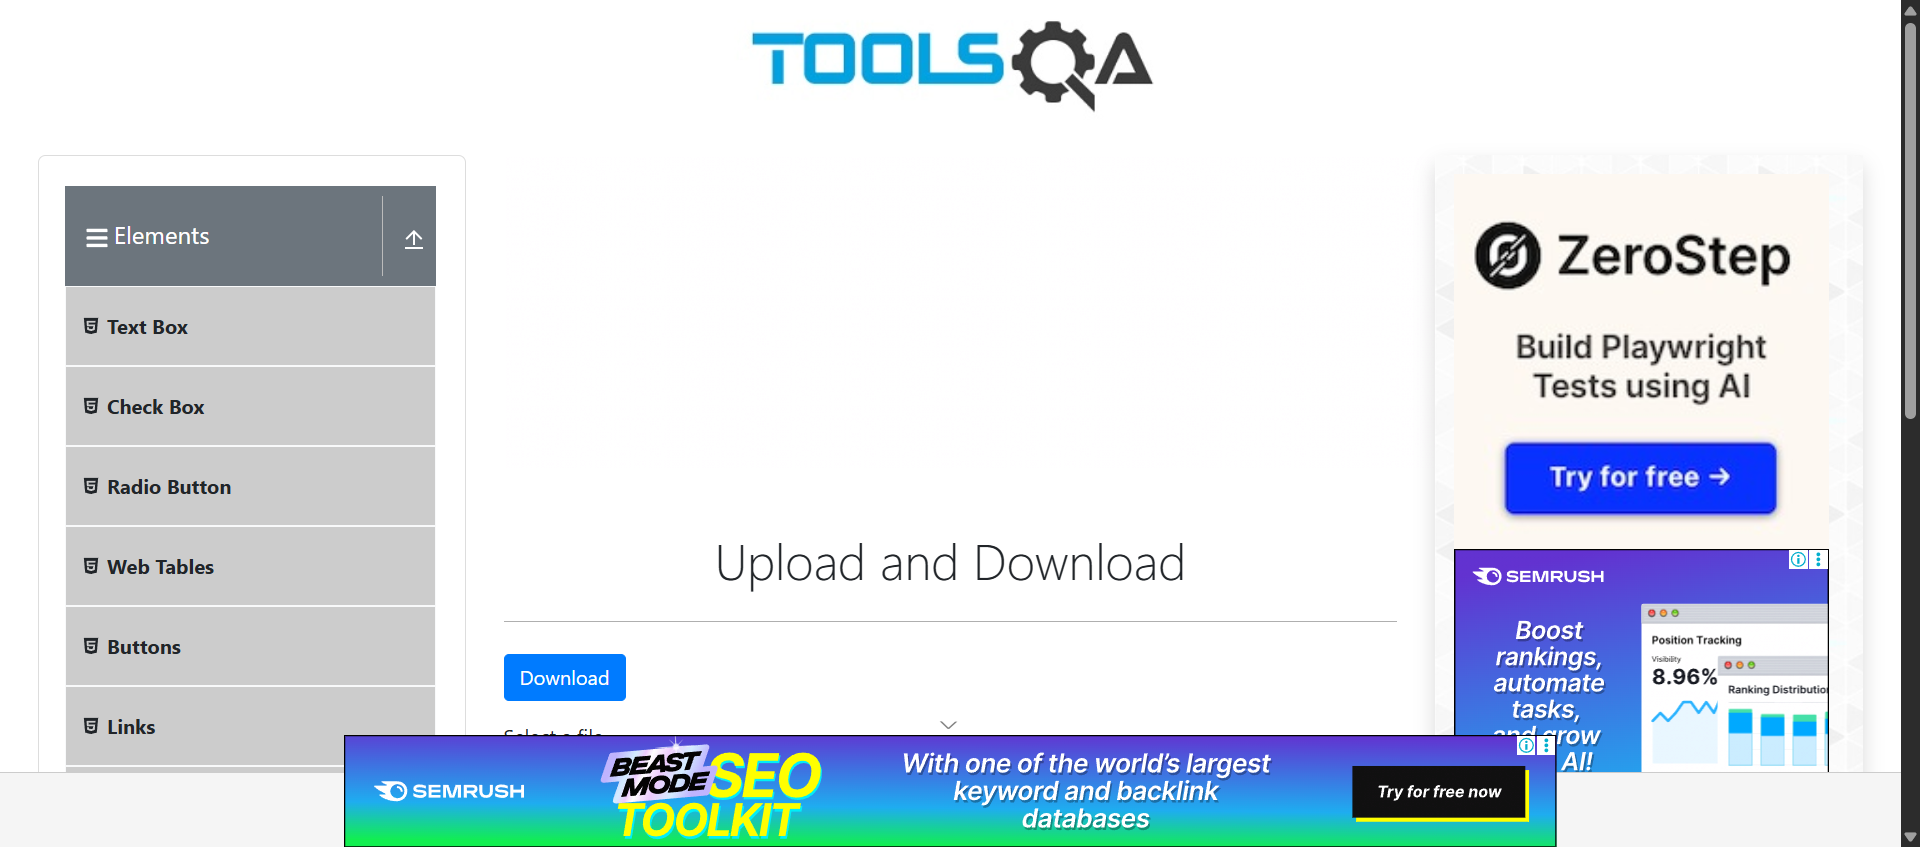 TOOLSQA
Elements
Text Box
Check Box
Radio Button
Web Tables
Buttons
Links
Upload and Download
Download
Select a file
ZeroStep
Build Playwright
Tests using AI
Try for free →
SEMRUSH
Boost
rankings,
automate
tasks,
and grow
AI!
Position Tracking
Visibility
8.96%
Ranking Distribution
SEMRUSH
BEAST
MODE
SEO
TOOLKIT
With one of the world's largest
keyword and backlink
databases
Try for free now